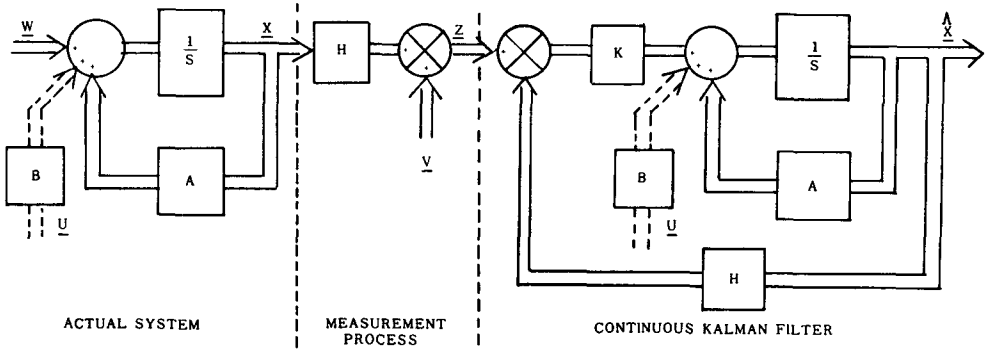 W
1
S
X
H
Z
V
B
U
A
K
1
S
^
X
B
U
A
H
ACTUAL SYSTEM
MEASUREMENT
PROCESS
CONTINUOUS KALMAN FILTER